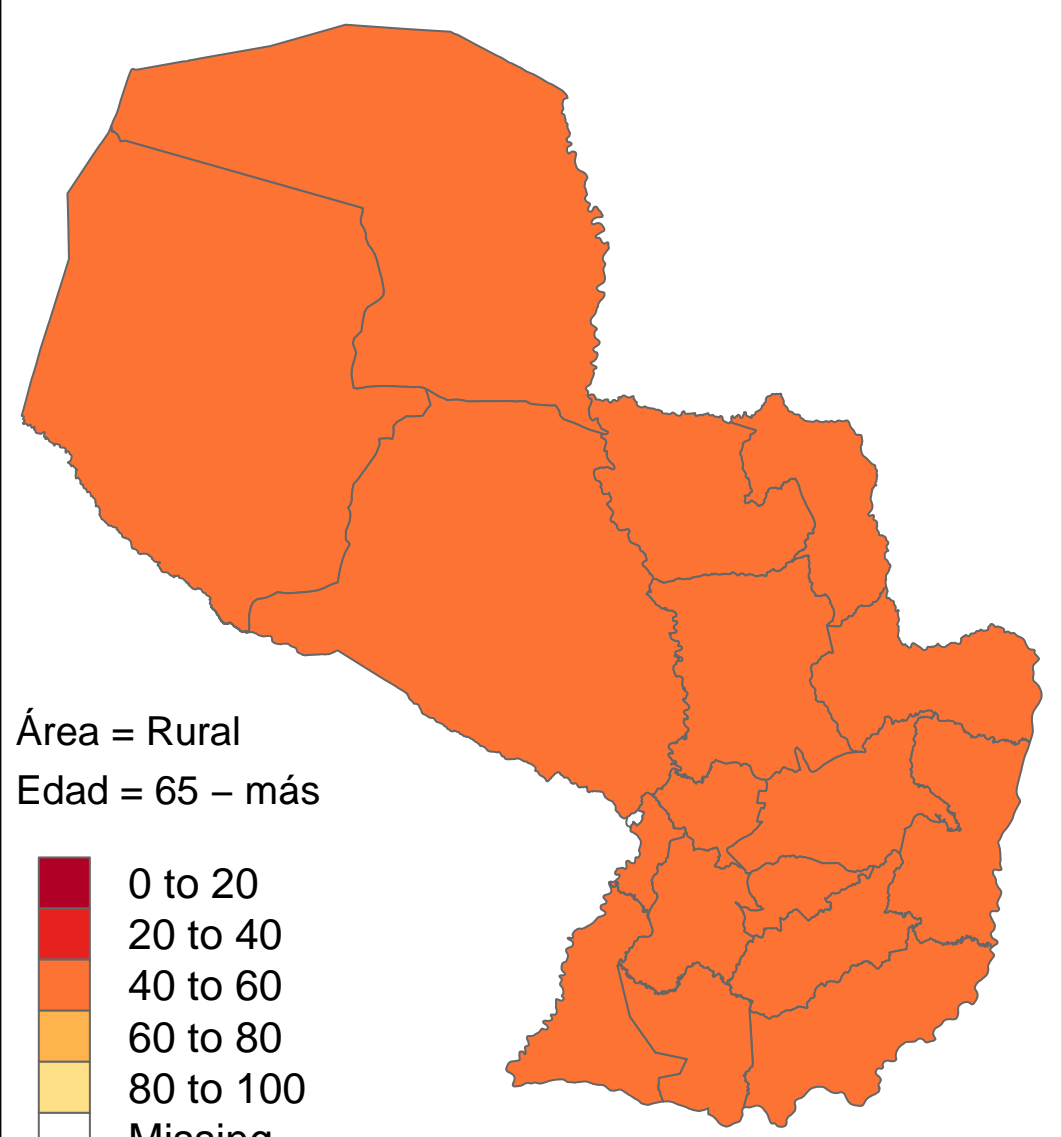 Área = Rural
Edad = 65 – más
0 to 20
20 to 40
40 to 60
60 to 80
80 to 100
Missing